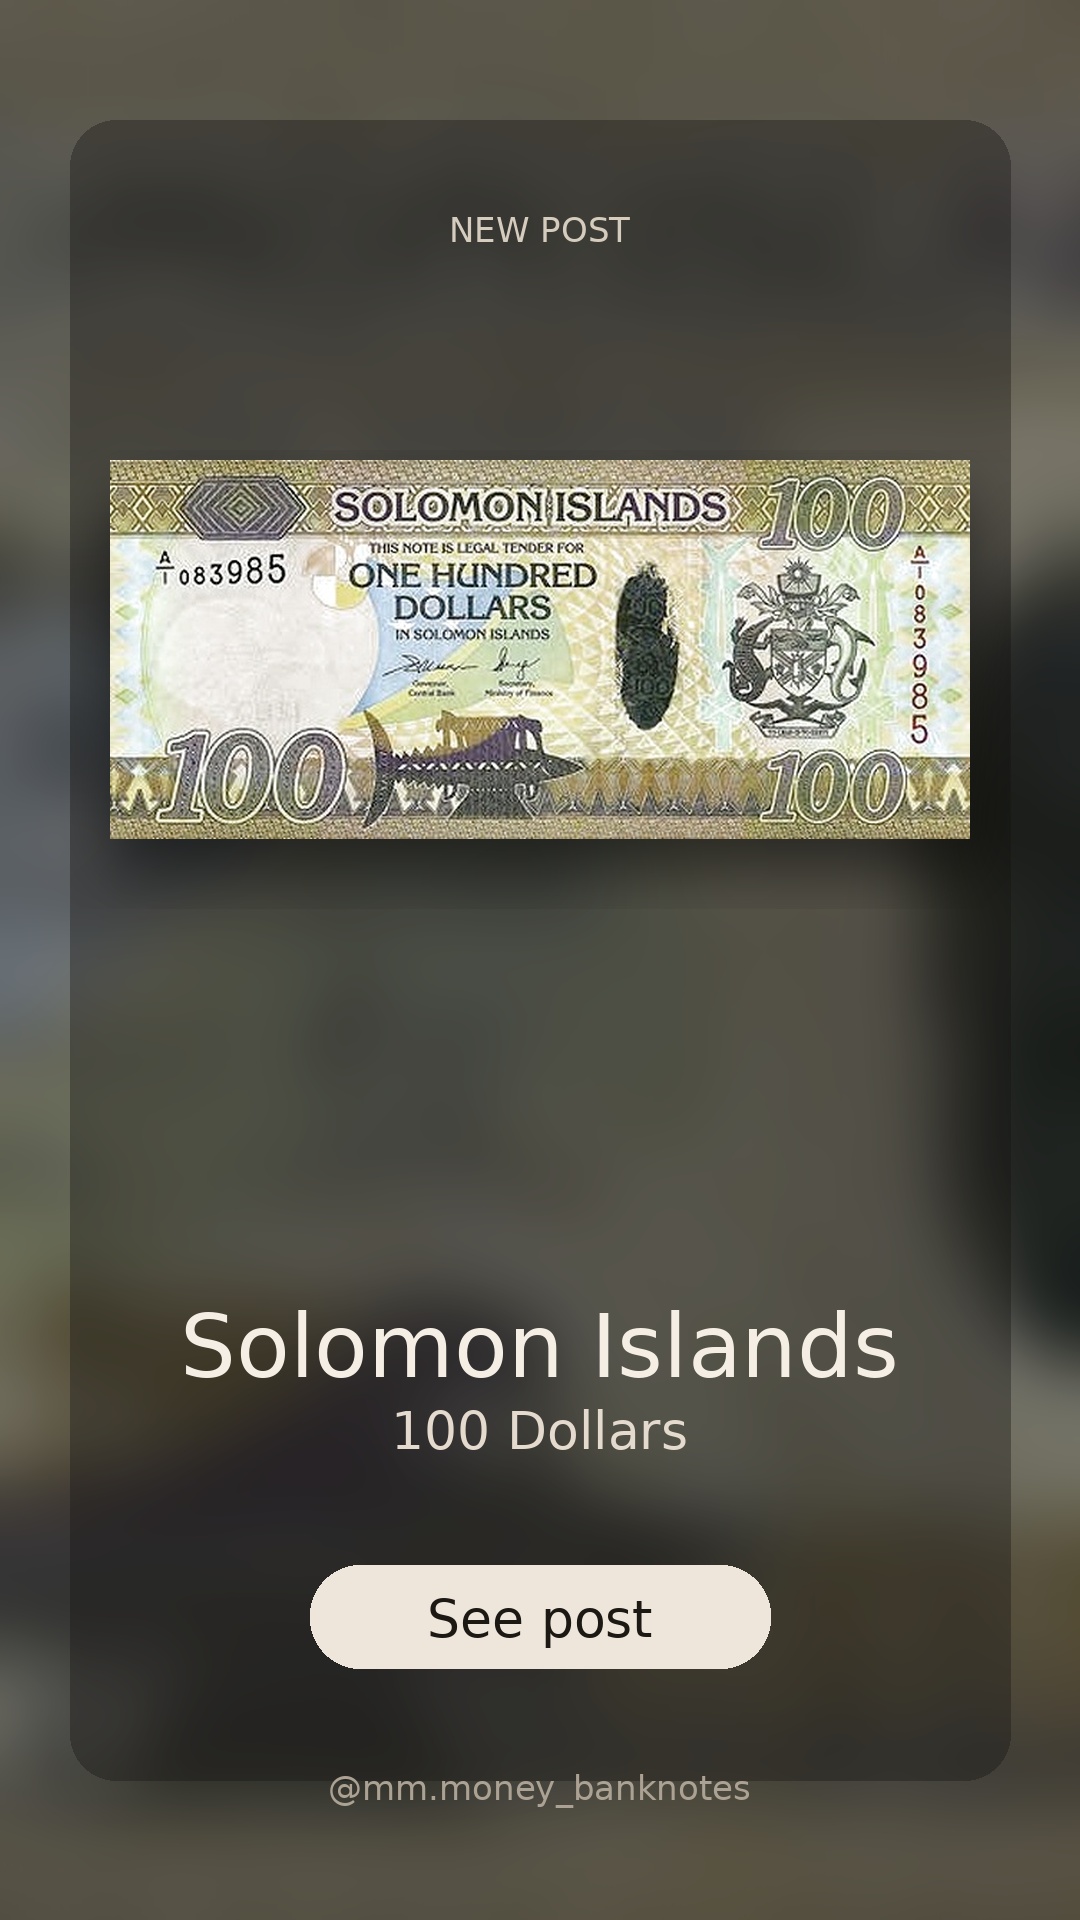 NEW POST
SOLOMON ISLANDS
100
THIS NOTE IS LEGAL TENDER FOR
ONE HUNDRED
DOLLARS
IN SOLOMON ISLANDS
A/1 083985
A/1 083985
Governor,
Central Bank
Secretary,
Ministry of Finance
100
100
Solomon Islands
100 Dollars
See post
@mm.money_banknotes